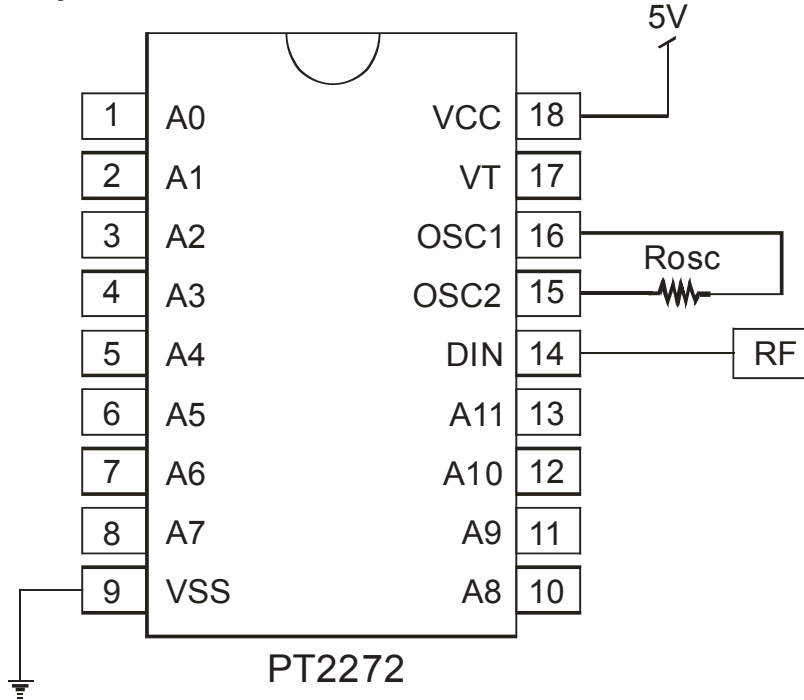 5V
1 A0 VCC 18
2 A1 VT 17
3 A2 OSC1 16
Rosc
4 A3 OSC2 15
5 A4 DIN 14 RF
6 A5 A11 13
7 A6 A10 12
8 A7 A9 11
9 VSS A8 10
PT2272